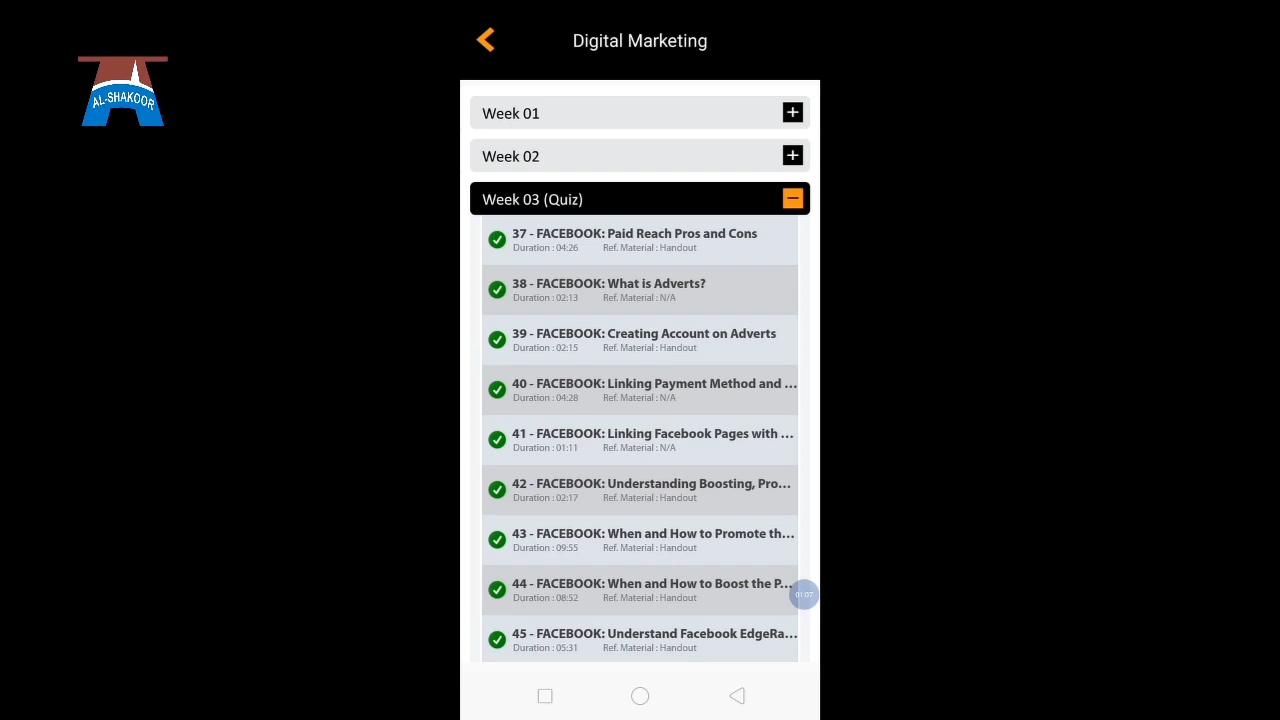 Digital Marketing
AL-SHAKOOR
Week 01
Week 02
Week 03 (Quiz)
37 - FACEBOOK: Paid Reach Pros and Cons
Duration : 04:26 Ref. Material : Handout
38 - FACEBOOK: What is Adverts?
Duration : 02:13 Ref. Material : N/A
39 - FACEBOOK: Creating Account on Adverts
Duration : 02:15 Ref. Material : Handout
40 - FACEBOOK: Linking Payment Method and ...
Duration : 04:28 Ref. Material : N/A
41 - FACEBOOK: Linking Facebook Pages with ...
Duration : 01:11 Ref. Material : N/A
42 - FACEBOOK: Understanding Boosting, Pro...
Duration : 02:17 Ref. Material : Handout
43 - FACEBOOK: When and How to Promote th...
Duration : 09:55 Ref. Material : Handout
44 - FACEBOOK: When and How to Boost the P...
Duration : 08:52 Ref. Material : Handout
01:07
45 - FACEBOOK: Understand Facebook EdgeRa...
Duration : 05:31 Ref. Material : Handout